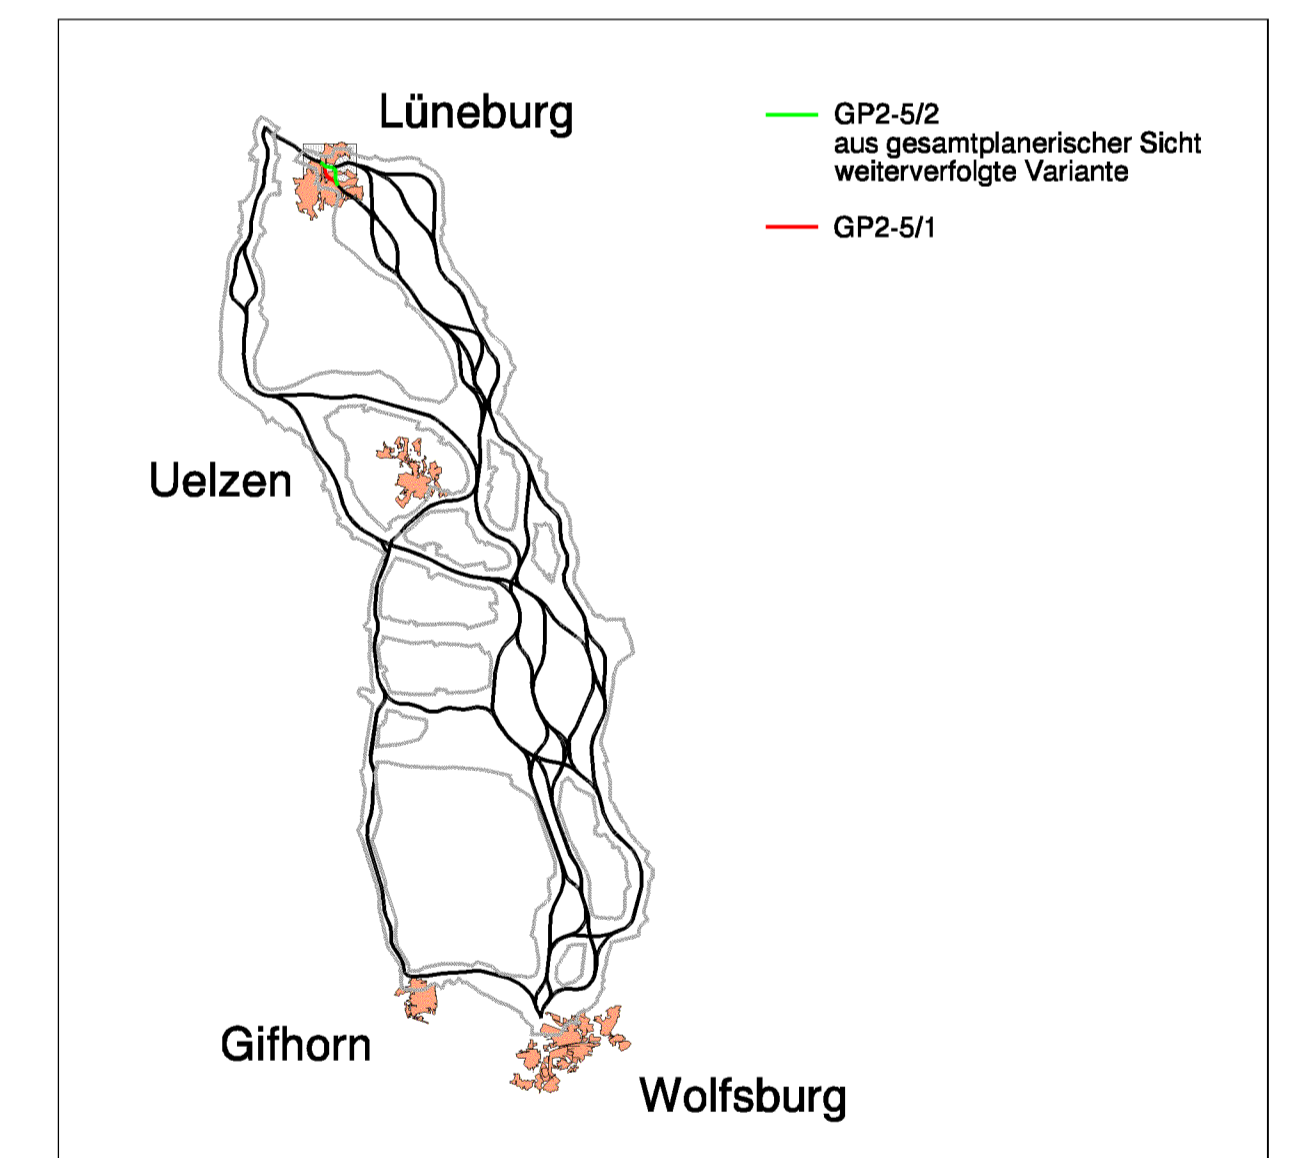 Lüneburg
GP2-5/2
aus gesamtplanerischer Sicht
weiterverfolgte Variante
GP2-5/1
Uelzen
Gifhorn
Wolfsburg